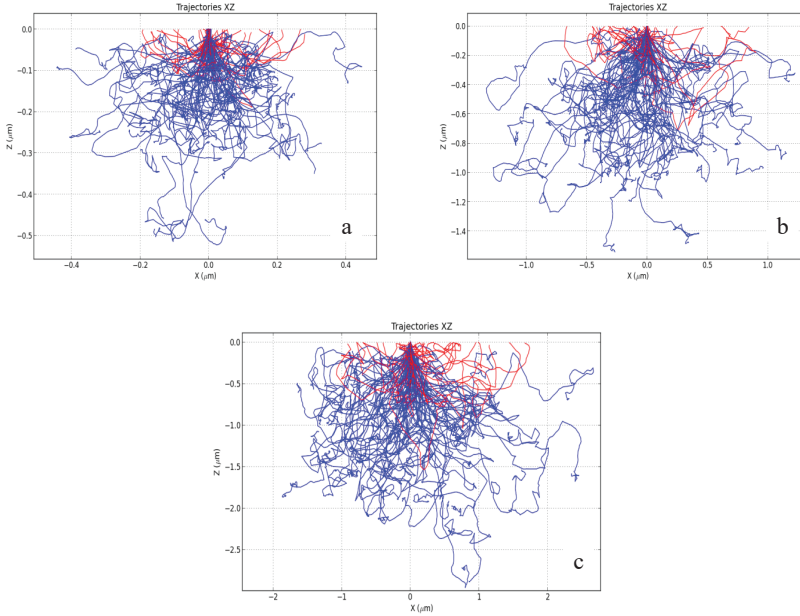 Trajectories XZ
0.0
−0.1
−0.2
−0.3
−0.4
−0.5
Z (μm)
−0.4
−0.2
0.0
0.2
0.4
X (μm)
a
Trajectories XZ
0.0
−0.2
−0.4
−0.6
−0.8
−1.0
−1.2
−1.4
Z (μm)
−1.0
−0.5
0.0
0.5
1.0
X (μm)
b
Trajectories XZ
0.0
−0.5
−1.0
−1.5
−2.0
−2.5
Z (μm)
−2
−1
0
1
2
X (μm)
c